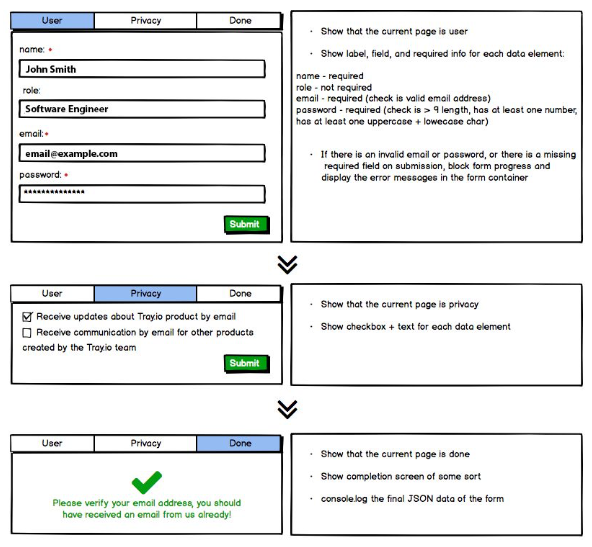 User Privacy Done
name: *
John Smith
role:
Software Engineer
email: *
email@example.com
password: *
**************
Submit
· Show that the current page is user
· Show label, field, and required info for each data element:
name - required
role - not required
email - required (check is valid email address)
password - required (check is > 9 length, has at least one number,
has at least one uppercase + lowecase char)
· If there is an invalid email or password, or there is a missing
required field on submission, block form progress and
display the error messages in the form container
User Privacy Done
Receive updates about Tray.io product by email
Receive communication by email for other products
created by the Tray.io team
Submit
· Show that the current page is privacy
· Show checkbox + text for each data element
User Privacy Done
Please verify your email address, you should
have received an email from us already!
· Show that the current page is done
· Show completion screen of some sort
· console.log the final JSON data of the form